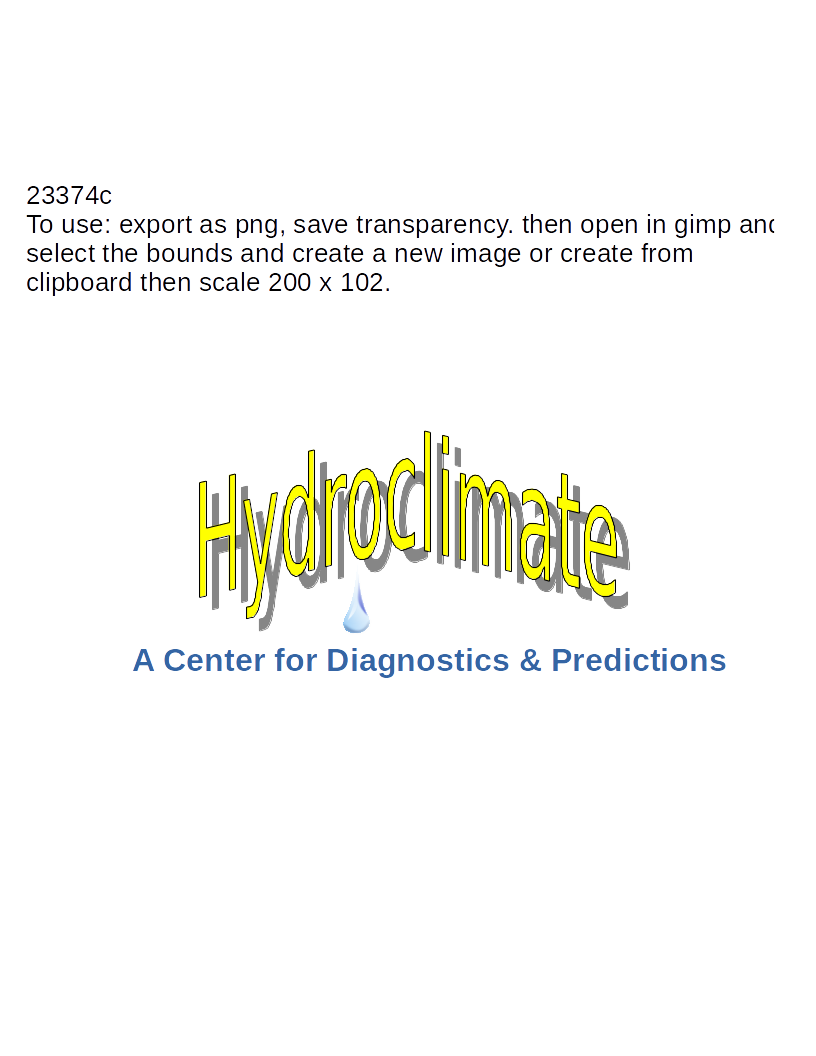 23374c
To use: export as png, save transparency. then open in gimp and
select the bounds and create a new image or create from
clipboard then scale 200 x 102.
Hydroclimate
A Center for Diagnostics & Predictions